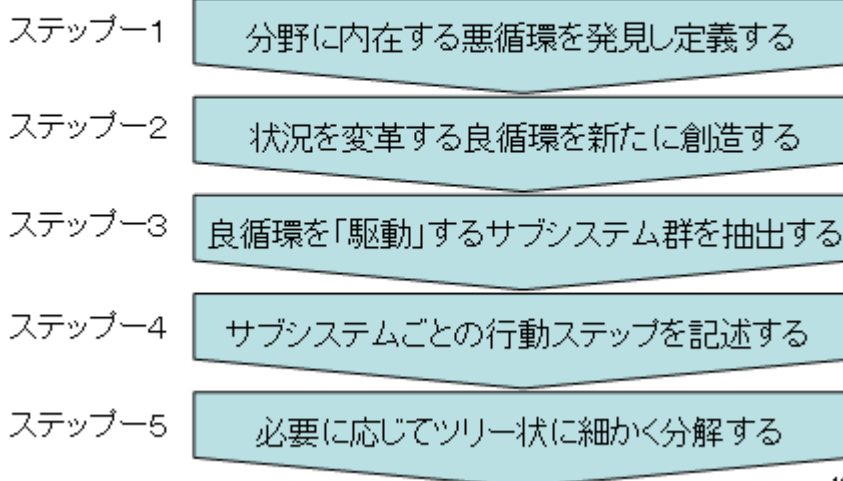 ステップー1
分野に内在する悪循環を発見し定義する
ステップー2
状況を変革する良循環を新たに創造する
ステップー3
良循環を「駆動」するサブシステム群を抽出する
ステップー4
サブシステムごとの行動ステップを記述する
ステップー5
必要に応じてツリー状に細かく分解する